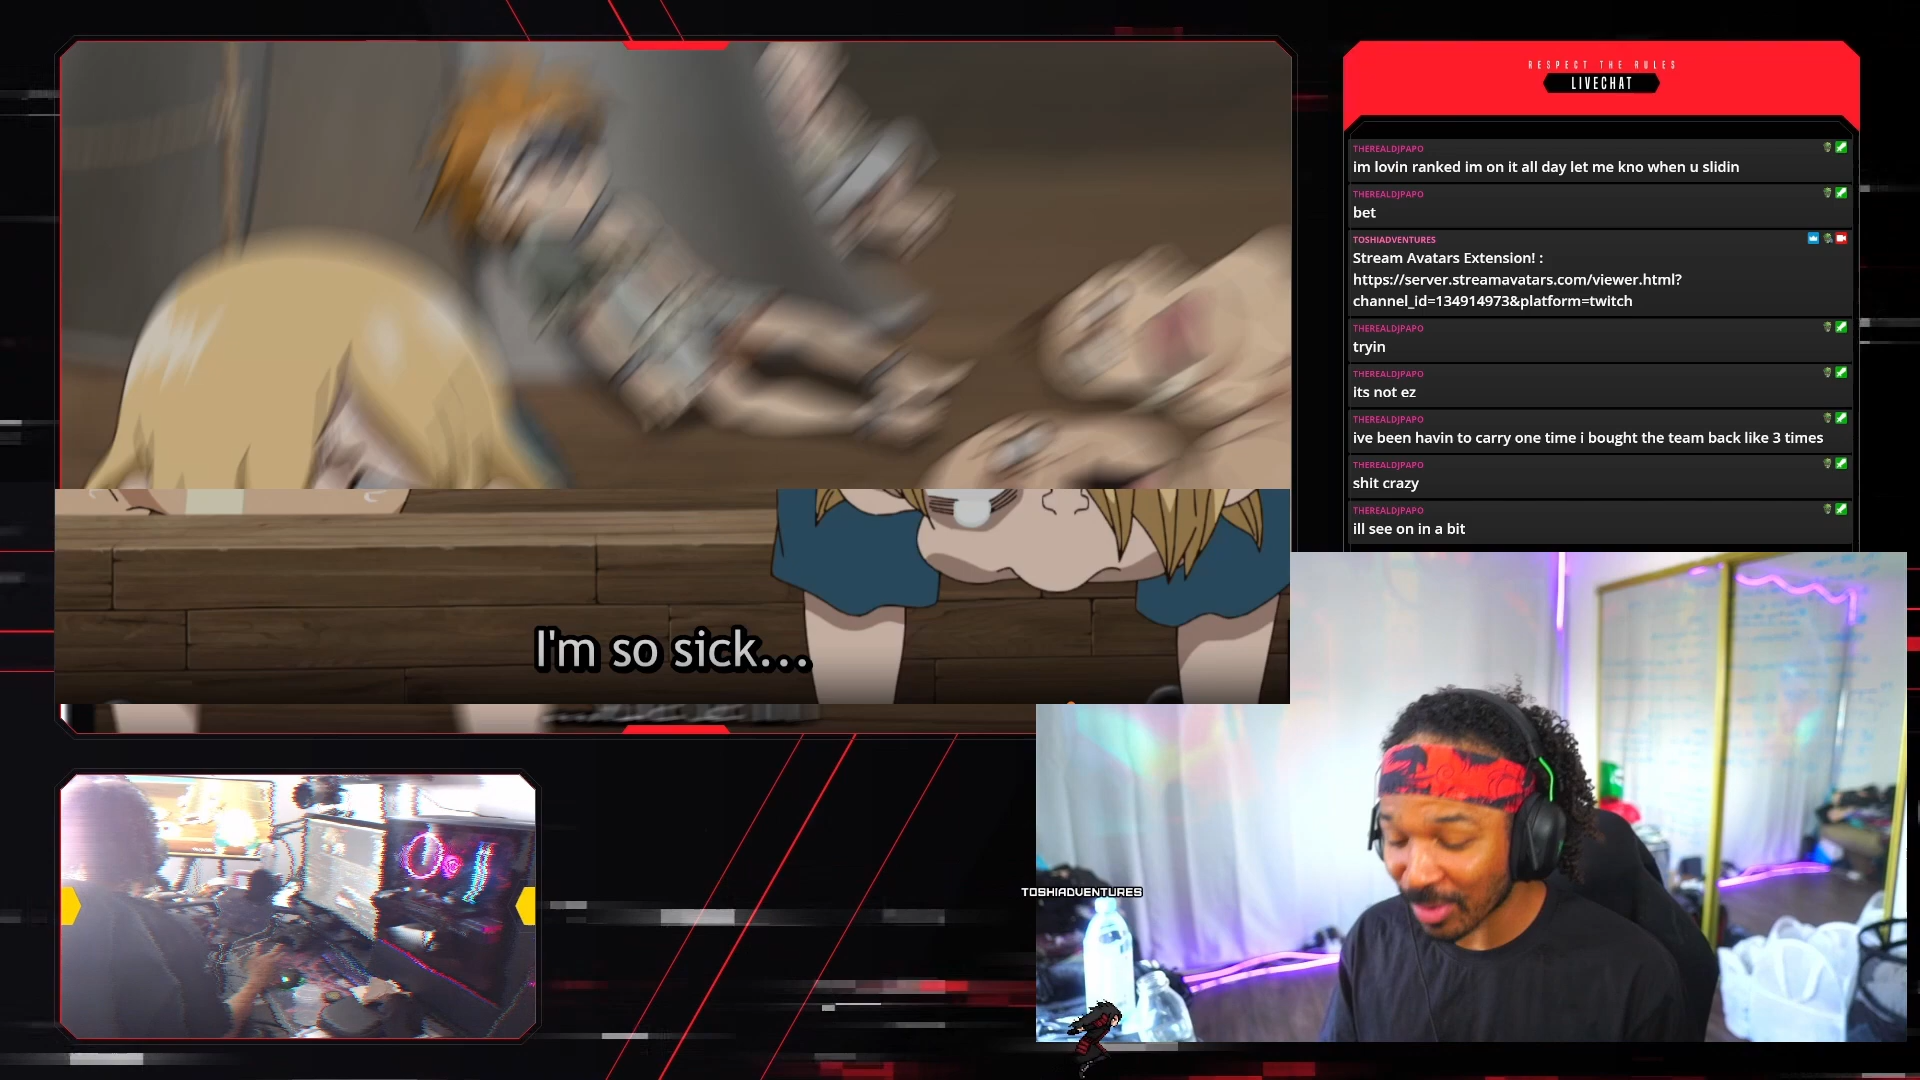 RESPECT THE RULES
LIVECHAT
THEREALDJPAPO
im lovin ranked im on it all day let me kno when u slidin
THEREALDJPAPO
bet
TOSHIADVENTURES
Stream Avatars Extension! :
https://server.streamavatars.com/viewer.html?
channel_id=134914973&platform=twitch
THEREALDJPAPO
tryin
THEREALDJPAPO
its not ez
THEREALDJPAPO
ive been havin to carry one time i bought the team back like 3 times
THEREALDJPAPO
shit crazy
THEREALDJPAPO
ill see on in a bit
I'm so sick...
TOSHIADVENTURES